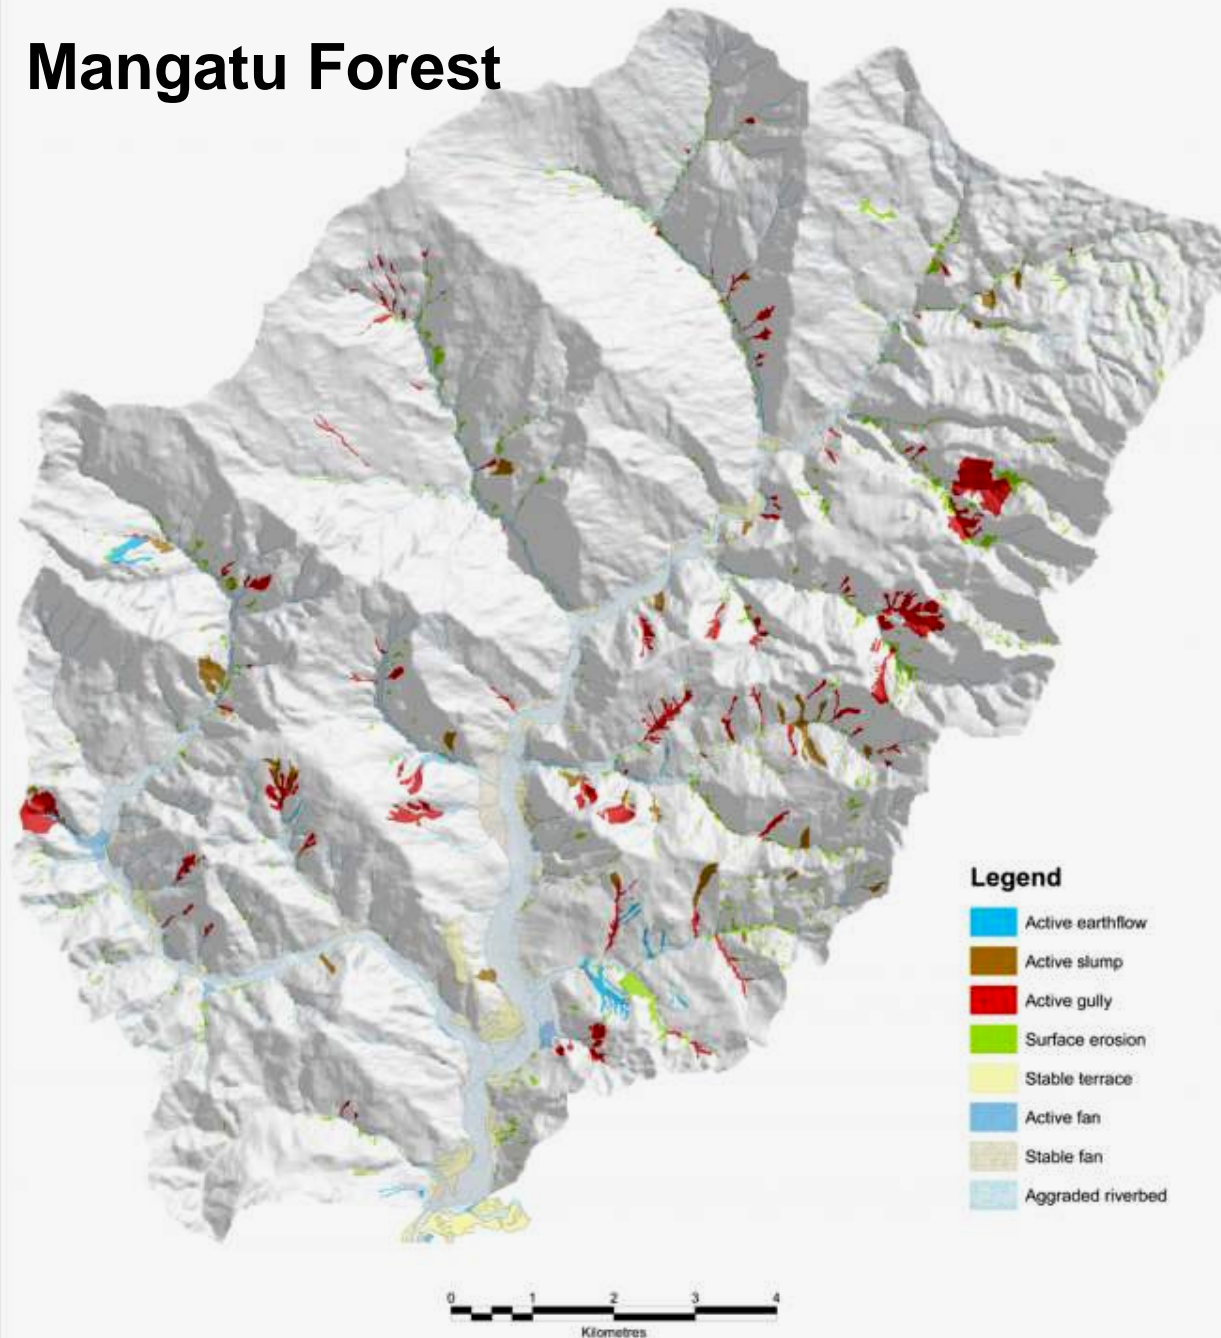 Mangatu Forest
Legend
Active earthflow
Active slump
Active gully
Surface erosion
Stable terrace
Active fan
Stable fan
Aggraded riverbed
0 1 2 3 4
Kilometres